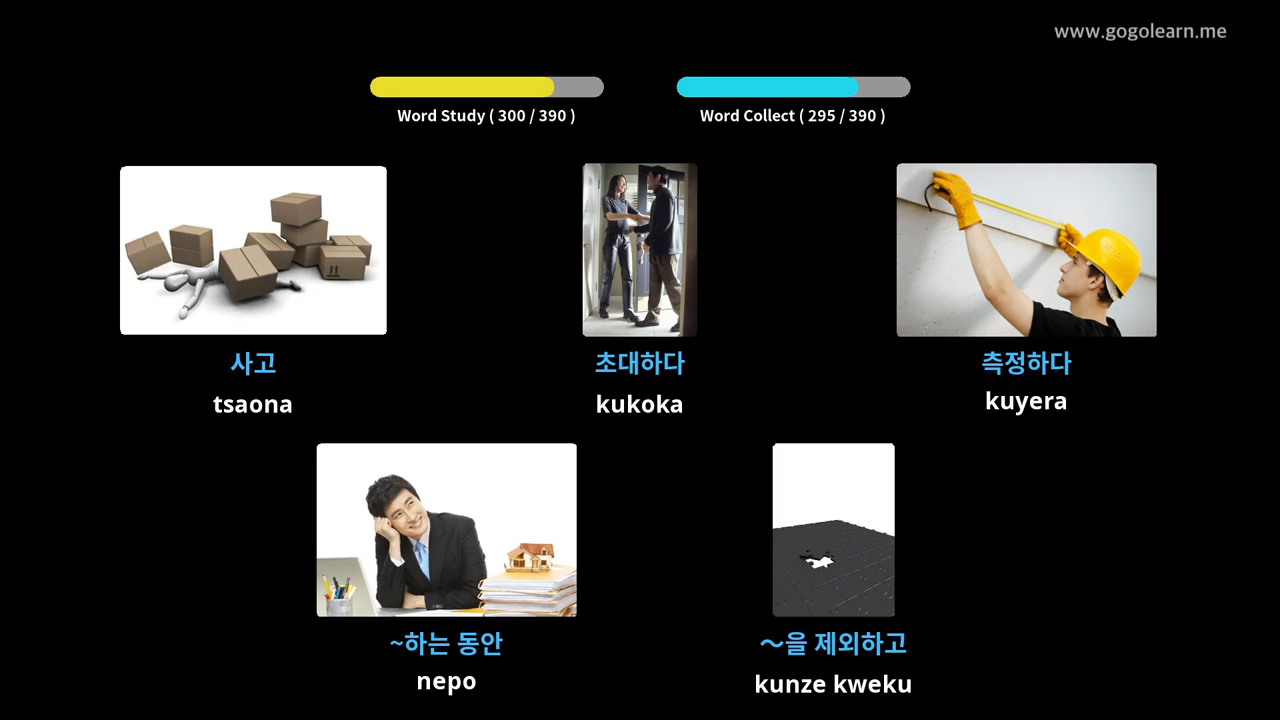 www.gogolearn.me
Word Study ( 300 / 390 )
Word Collect ( 295 / 390 )
사고
초대하다
측정하다
tsaona
kukoka
kuyera
~하는 동안
～을 제외하고
nepo
kunze kweku